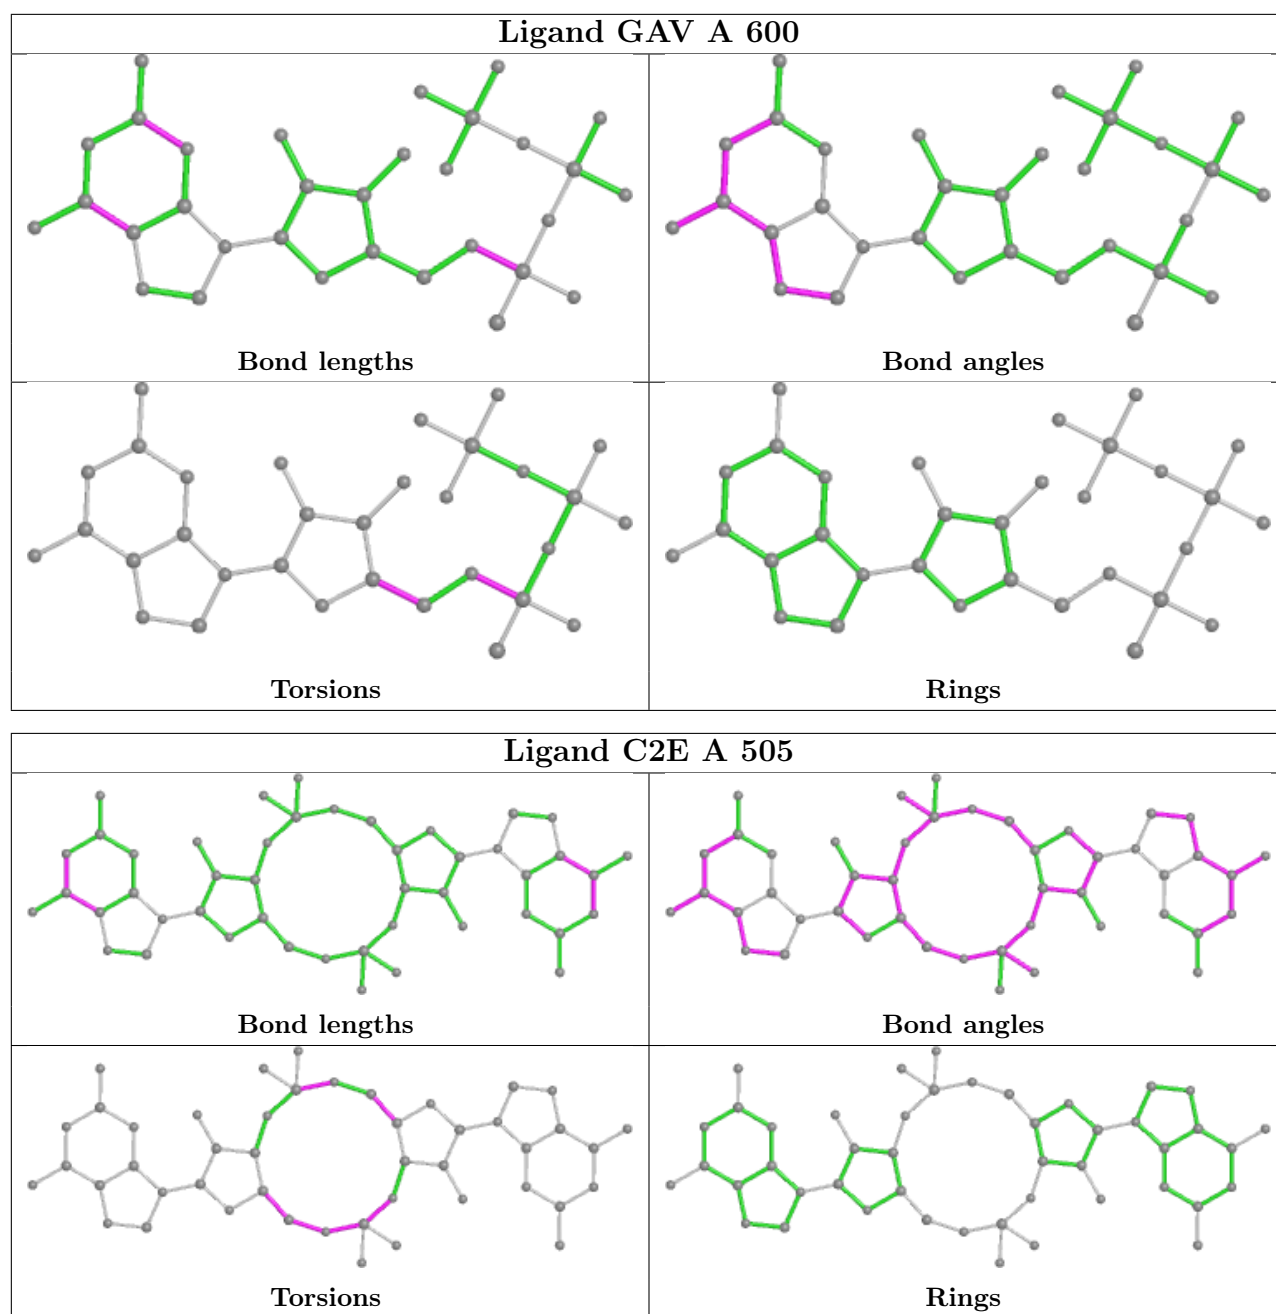 Ligand GAV A 600
Bond lengths
Bond angles
Torsions
Rings
Ligand C2E A 505
Bond lengths
Bond angles
Torsions
Rings